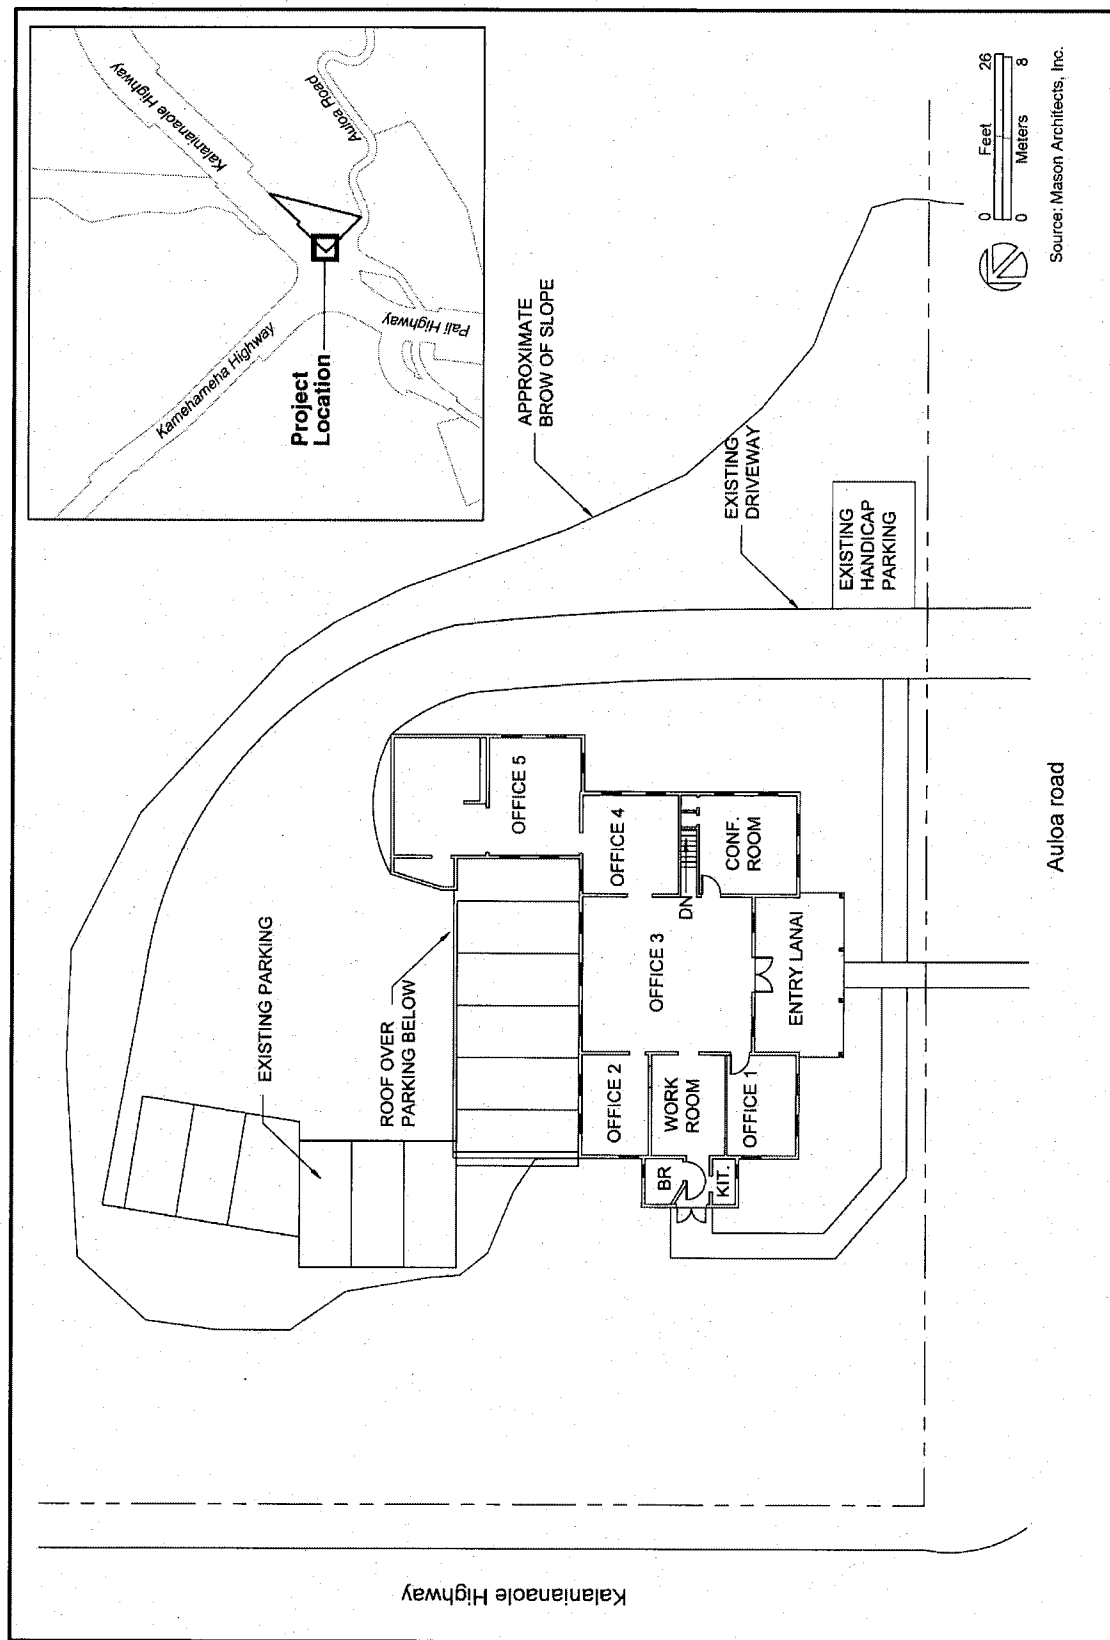 Kalanianaole Highway
EXISTING PARKING
ROOF OVER
PARKING BELOW
Kamehameha Highway
Kalanianaole Highway
Project
Location
Auloa Road
Pali Highway
APPROXIMATE
BROW OF SLOPE
OFFICE 5
OFFICE 2
OFFICE 3
OFFICE 4
BR
WORK
ROOM
DN
KIT.
OFFICE 1
CONF.
ROOM
ENTRY LANAI
EXISTING
DRIVEWAY
EXISTING
HANDICAP
PARKING
Auloa road
0 Feet 26
0 Meters 8
Source: Mason Architects, Inc.